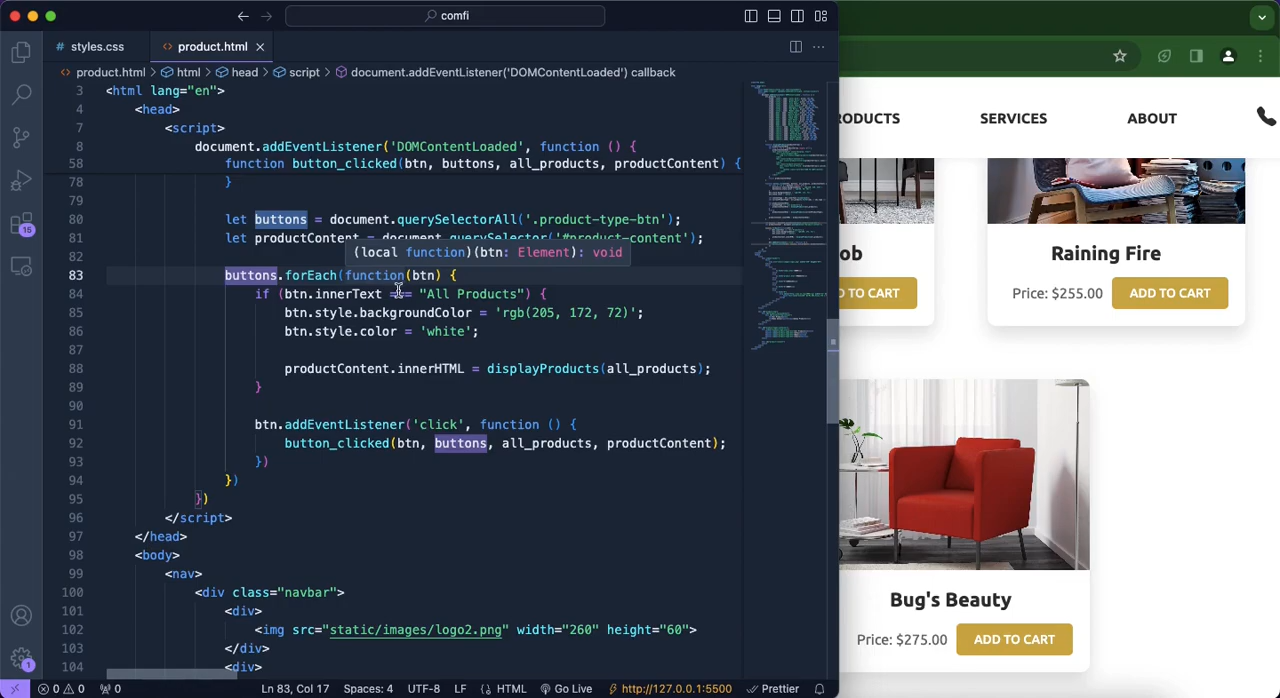 comfi
# styles.css
<> product.html
product.html > html > head > script > document.addEventListener('DOMContentLoaded') callback
3 <html lang="en">
4 <head>
7 <script>
8 document.addEventListener('DOMContentLoaded', function () {
58 function button_clicked(btn, buttons, all_products, productContent) {
78 }
79
80 let buttons = document.querySelectorAll('.product-type-btn');
81 let productContent = document.querySelector('#product-content');
(local function)(btn: Element): void
82
83 buttons.forEach(function(btn) {
84 if (btn.innerText === "All Products") {
85 btn.style.backgroundColor = 'rgb(205, 172, 72)';
86 btn.style.color = 'white';
87
88 productContent.innerHTML = displayProducts(all_products);
89 }
90
91 btn.addEventListener('click', function () {
92 button_clicked(btn, buttons, all_products, productContent);
93 })
94 })
95 })
96 </script>
97 </head>
98 <body>
99 <nav>
100 <div class="navbar">
101 <div>
102 <img src="static/images/logo2.png" width="260" height="60">
103 </div>
104 <div>
15
1
0 0 0
Ln 83, Col 17 Spaces: 4 UTF-8 LF HTML Go Live http://127.0.0.1:5500 Prettier
ODUCTS SERVICES ABOUT
ob
Raining Fire
D TO CART
Price: $255.00 ADD TO CART
Bug's Beauty
Price: $275.00 ADD TO CART